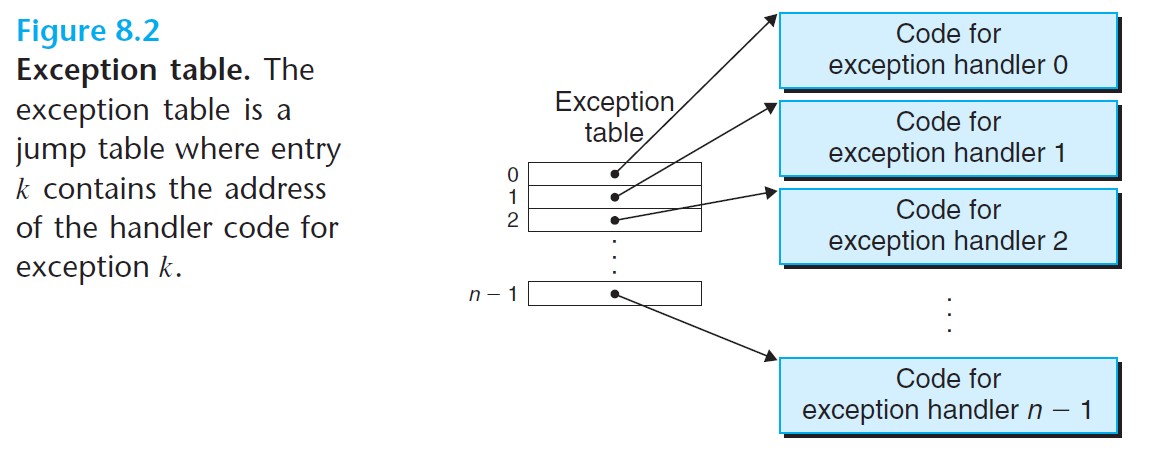 Figure 8.2
Exception table. The
exception table is a
jump table where entry
k contains the address
of the handler code for
exception k.
Exception
table
0
1
2
n – 1
Code for
exception handler 0
Code for
exception handler 1
Code for
exception handler 2
Code for
exception handler n – 1